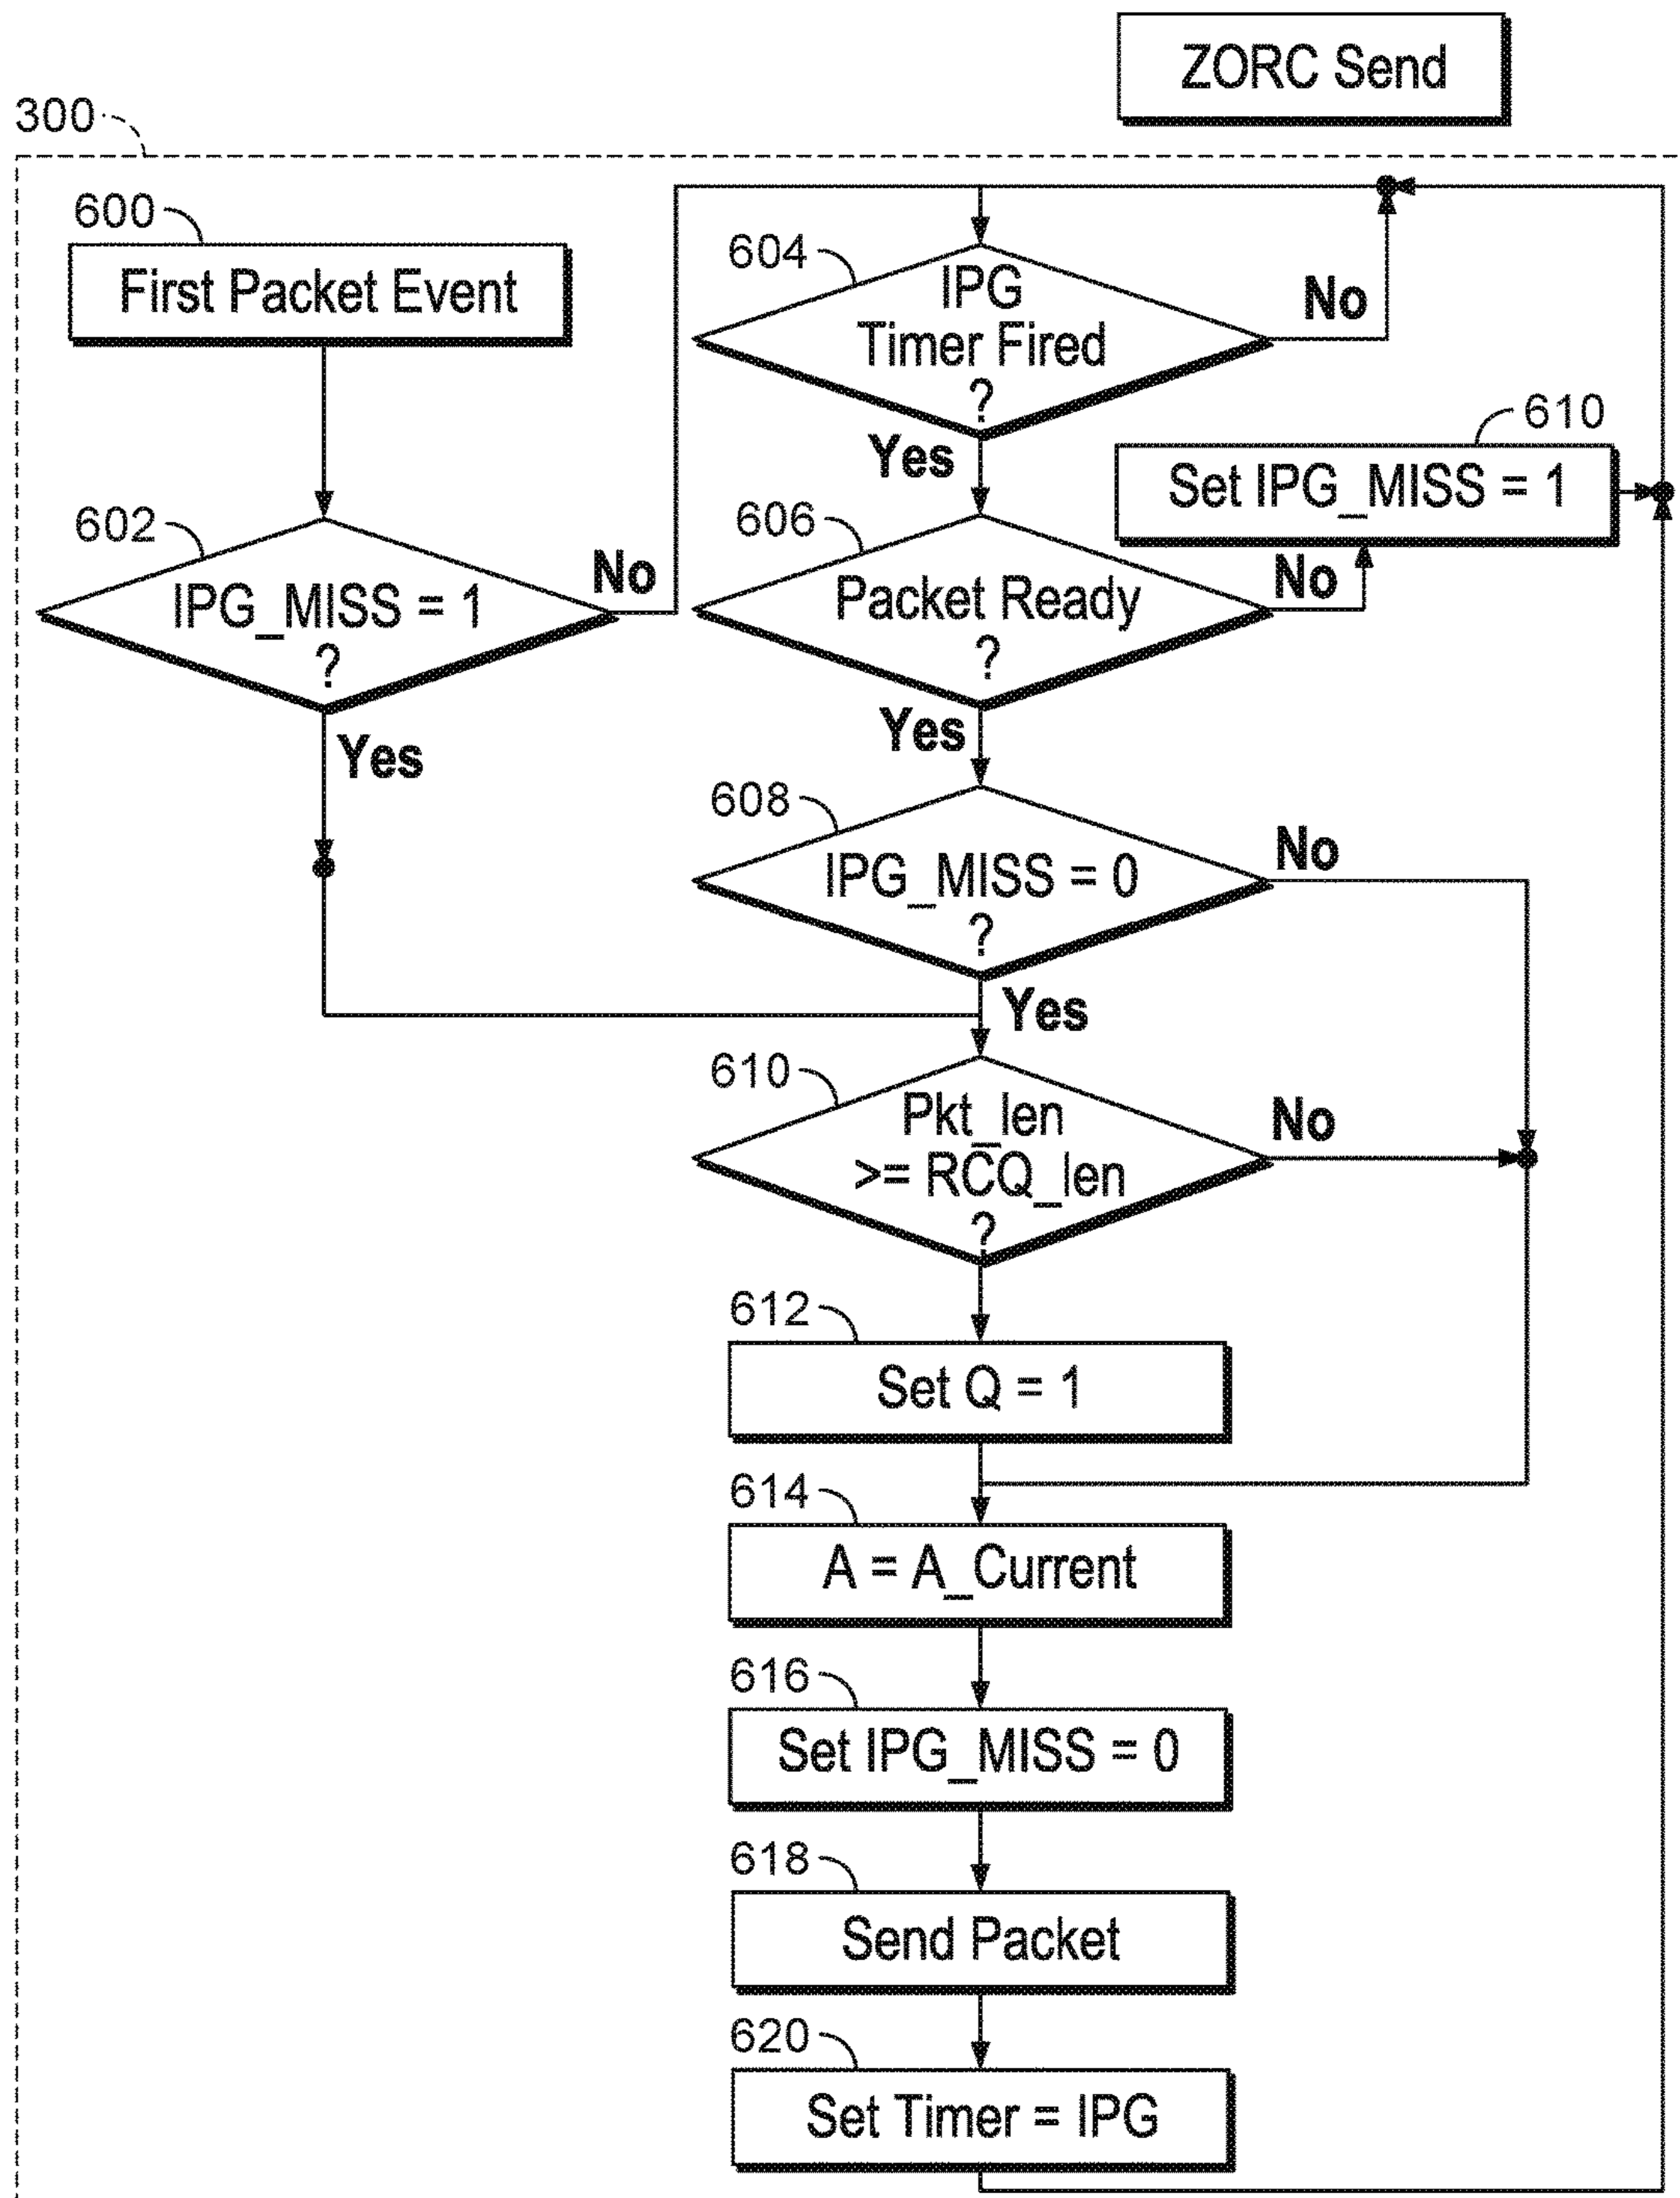 ZORC Send
300
600
First Packet Event
602
IPG_MISS = 1
?
No
Yes
604
IPG
Timer Fired
?
No
Yes
610
Set IPG_MISS = 1
606
Packet Ready
?
No
Yes
608
IPG_MISS = 0
?
No
Yes
610
Pkt_len
>= RCQ_len
?
No
612
Set Q = 1
614
A = A_Current
616
Set IPG_MISS = 0
618
Send Packet
620
Set Timer = IPG